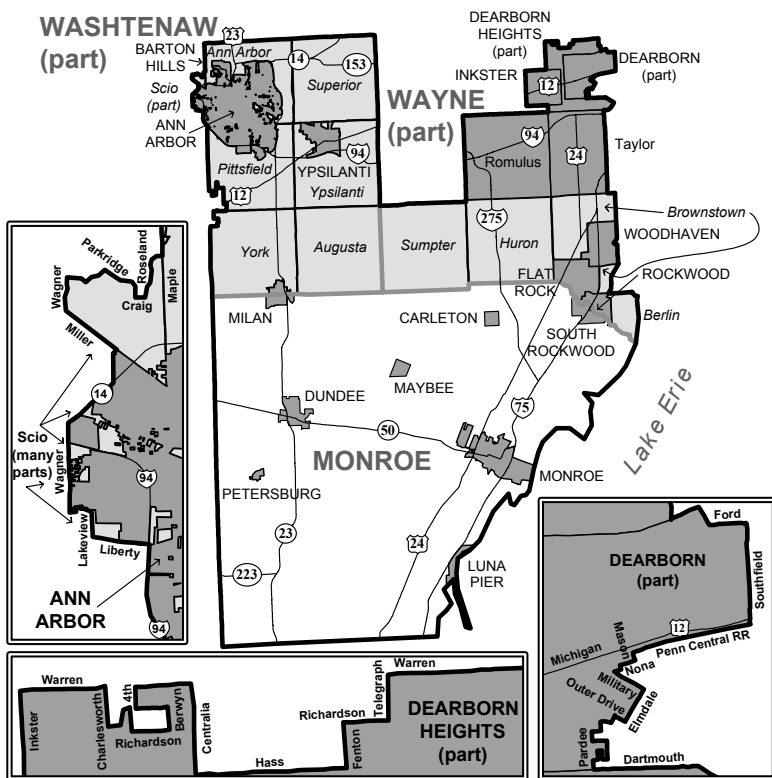 WASHTENAW
(part)
23
Ann Arbor
BARTON
HILLS
14
153
Scio
(part)
Superior
ANN
ARBOR
Pittsfield
94
YPSILANTI
Ypsilanti
12
WAYNE
(part)
DEARBORN
HEIGHTS
(part)
INKSTER
DEARBORN
(part)
12
94
24
Taylor
Romulus
275
Brownstown
WOODHAVEN
York
Augusta
Sumpter
Huron
FLAT
ROCK
ROCKWOOD
MILAN
CARLETON
SOUTH
ROCKWOOD
Berlin
MAYBEE
DUNDEE
75
50
Lake Erie
MONROE
MONROE
PETERSBURG
23
24
223
LUNA
PIER
Parkridge
Roseland
Maple
Wagner
Craig
Miller
14
Scio
(many
parts)
Wagner
94
Lakeview
Liberty
ANN
ARBOR
94
Warren
Inkster
Charlesworth
4th
Berwyn
Richardson
Centralia
Hass
Richardson
Fenton
Telegraph
Warren
DEARBORN
HEIGHTS
(part)
Ford
DEARBORN
(part)
Southfield
12
Mason
Michigan
Penn Central RR
Nona
Military
Outer Drive
Elmdale
Pardee
Dartmouth